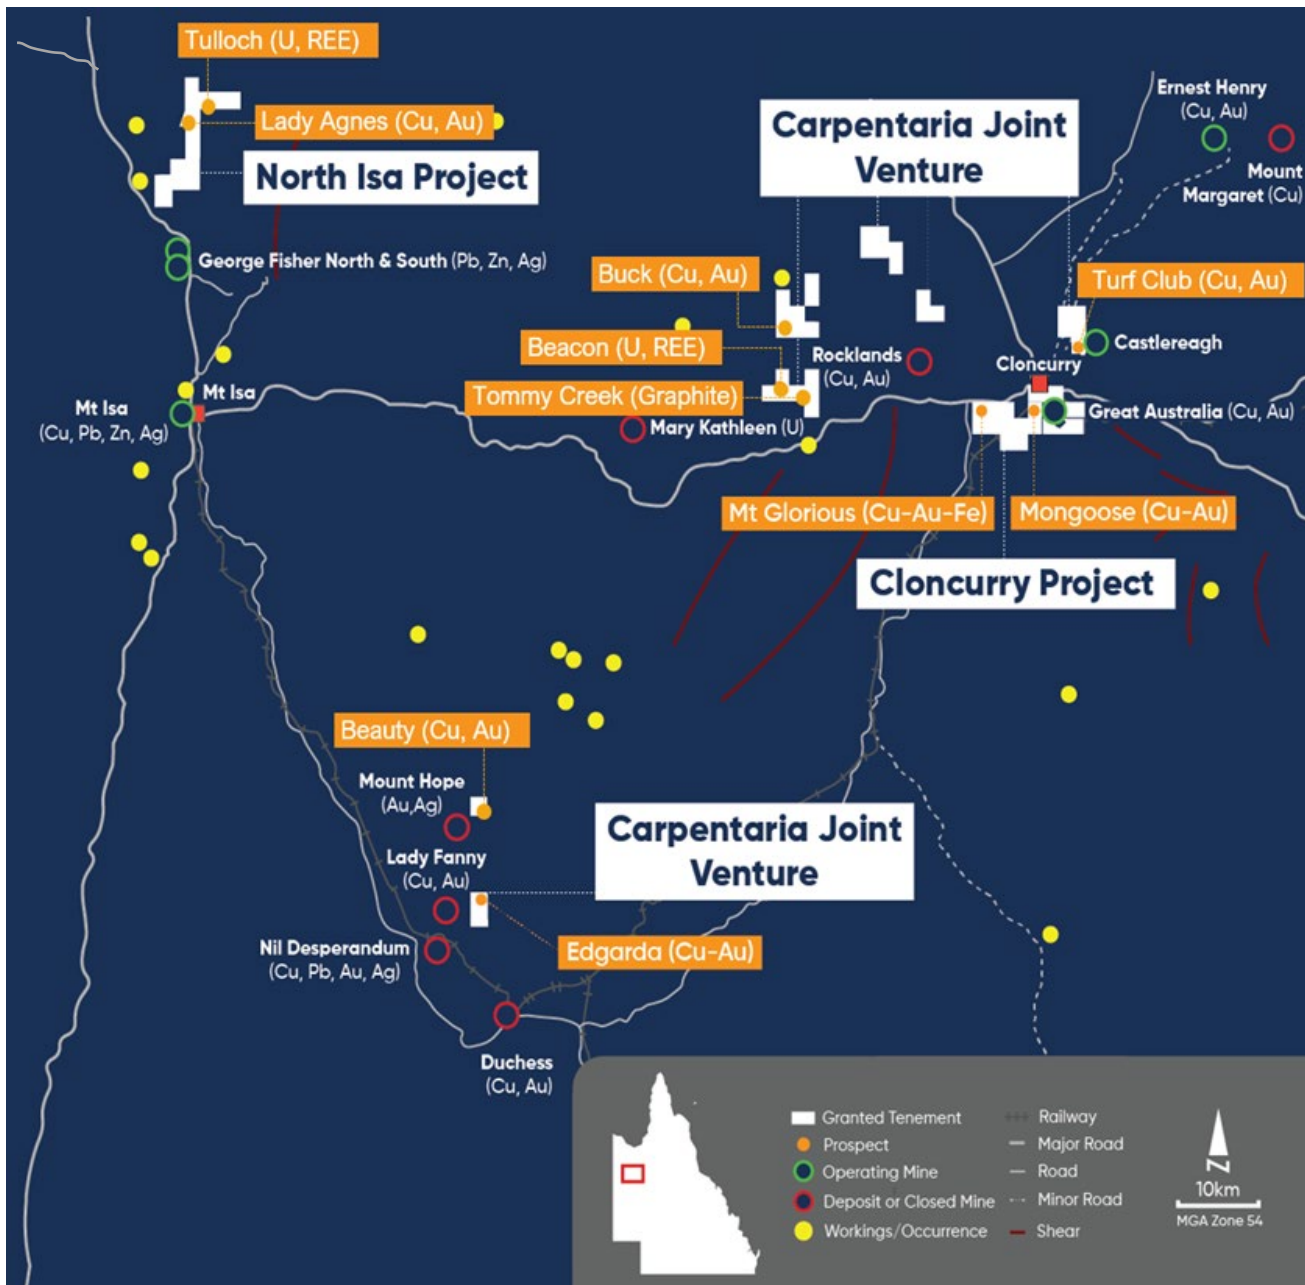 Tulloch (U, REE)
Lady Agnes (Cu, Au)
North Isa Project
George Fisher North & South (Pb, Zn, Ag)
Carpentaria Joint
Venture
Ernest Henry
(Cu, Au)
Mount
Margaret (Cu)
Buck (Cu, Au)
Turf Club (Cu, Au)
Beacon (U, REE)
Rocklands
(Cu, Au)
Castlereagh
Cloncurry
Tommy Creek (Graphite)
Mt Isa
Mt Isa
(Cu, Pb, Zn, Ag)
Mary Kathleen (U)
Great Australia (Cu, Au)
Mt Glorious (Cu-Au-Fe)
Mongoose (Cu-Au)
Cloncurry Project
Beauty (Cu, Au)
Mount Hope
(Au,Ag)
Carpentaria Joint
Venture
Lady Fanny
(Cu, Au)
Nil Desperandum
(Cu, Pb, Au, Ag)
Edgarda (Cu-Au)
Duchess
(Cu, Au)
Granted Tenement
Prospect
Operating Mine
Deposit or Closed Mine
Workings/Occurrence
Railway
Major Road
Road
Minor Road
Shear
N
10km
MGA Zone 54